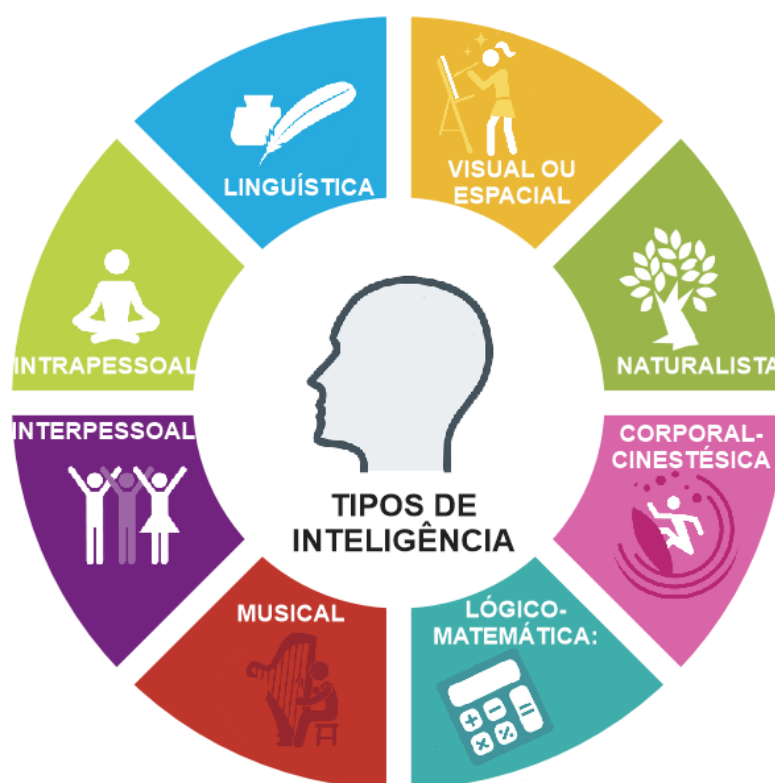 LINGUÍSTICA
VISUAL OU
ESPACIAL
INTRAPESSOAL
NATURALISTA
INTERPESSOAL
CORPORAL-
CINESTÉSICA
TIPOS DE
INTELIGÊNCIA
MUSICAL
LÓGICO-
MATEMÁTICA: